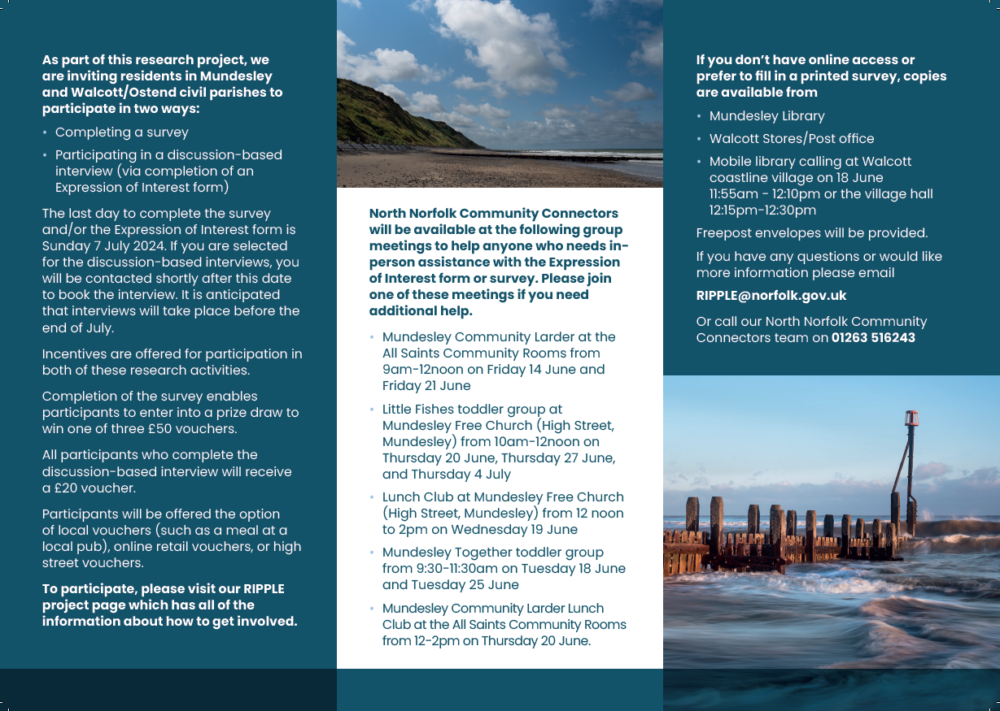 As part of this research project, we
are inviting residents in Mundesley
and Walcott/Ostend civil parishes to
participate in two ways:
• Completing a survey
• Participating in a discussion-based
interview (via completion of an
Expression of Interest form)
The last day to complete the survey
and/or the Expression of Interest form is
Sunday 7 July 2024. If you are selected
for the discussion-based interviews, you
will be contacted shortly after this date
to book the interview. It is anticipated
that interviews will take place before the
end of July.
Incentives are offered for participation in
both of these research activities.
Completion of the survey enables
participants to enter into a prize draw to
win one of three £50 vouchers.
All participants who complete the
discussion-based interview will receive
a £20 voucher.
Participants will be offered the option
of local vouchers (such as a meal at a
local pub), online retail vouchers, or high
street vouchers.
To participate, please visit our RIPPLE
project page which has all of the
information about how to get involved.
North Norfolk Community Connectors
will be available at the following group
meetings to help anyone who needs in-
person assistance with the Expression
of Interest form or survey. Please join
one of these meetings if you need
additional help.
• Mundesley Community Larder at the
All Saints Community Rooms from
9am-12noon on Friday 14 June and
Friday 21 June
• Little Fishes toddler group at
Mundesley Free Church (High Street,
Mundesley) from 10am-12noon on
Thursday 20 June, Thursday 27 June,
and Thursday 4 July
• Lunch Club at Mundesley Free Church
(High Street, Mundesley) from 12 noon
to 2pm on Wednesday 19 June
• Mundesley Together toddler group
from 9:30-11:30am on Tuesday 18 June
and Tuesday 25 June
• Mundesley Community Larder Lunch
Club at the All Saints Community Rooms
from 12-2pm on Thursday 20 June.
If you don't have online access or
prefer to fill in a printed survey, copies
are available from
• Mundesley Library
• Walcott Stores/Post office
• Mobile library calling at Walcott
coastline village on 18 June
11:55am - 12:10pm or the village hall
12:15pm-12:30pm
Freepost envelopes will be provided.
If you have any questions or would like
more information please email
RIPPLE@norfolk.gov.uk
Or call our North Norfolk Community
Connectors team on 01263 516243